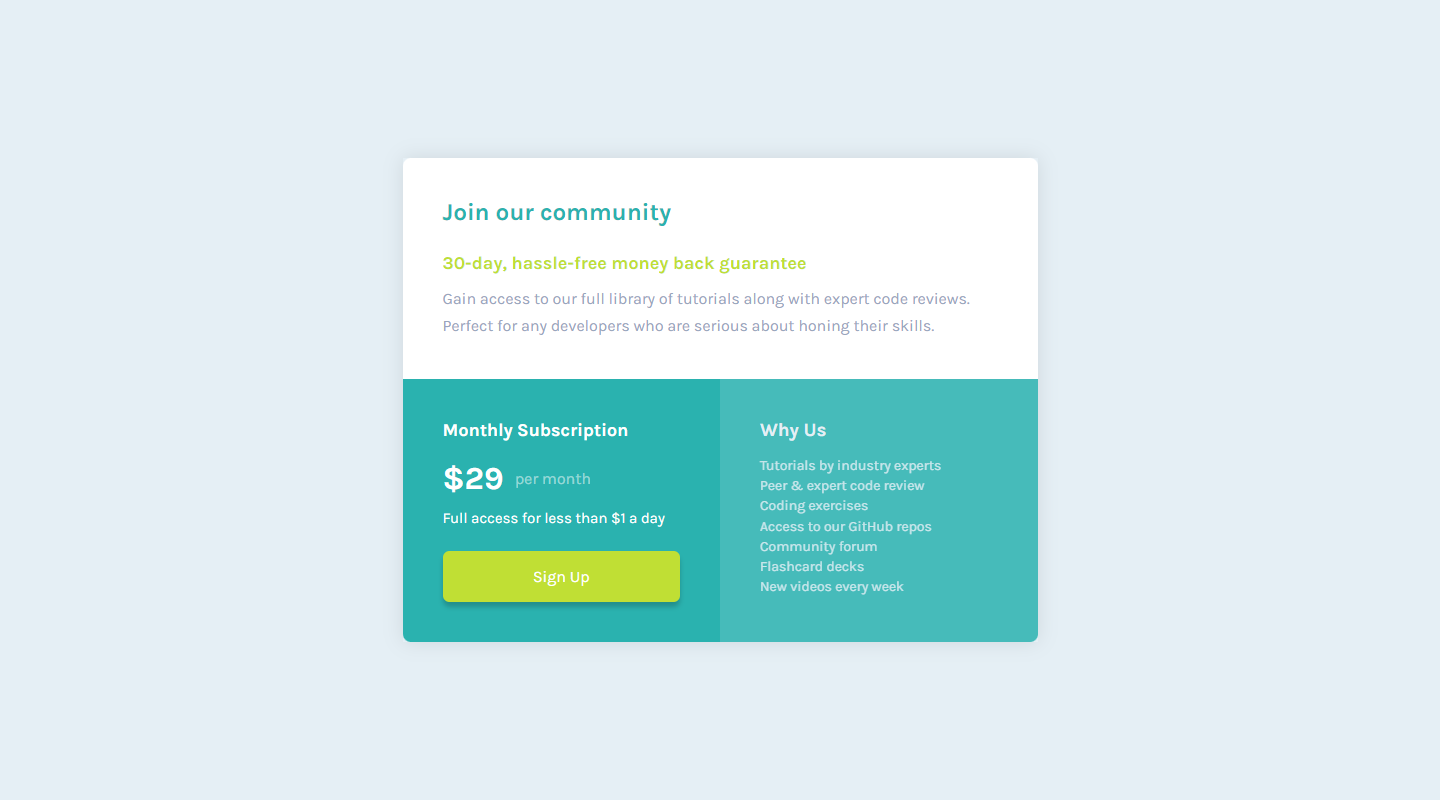 Join our community
30-day, hassle-free money back guarantee
Gain access to our full library of tutorials along with expert code reviews.
Perfect for any developers who are serious about honing their skills.
Monthly Subscription
$29 per month
Full access for less than $1 a day
Sign Up
Why Us
Tutorials by industry experts
Peer & expert code review
Coding exercises
Access to our GitHub repos
Community forum
Flashcard decks
New videos every week